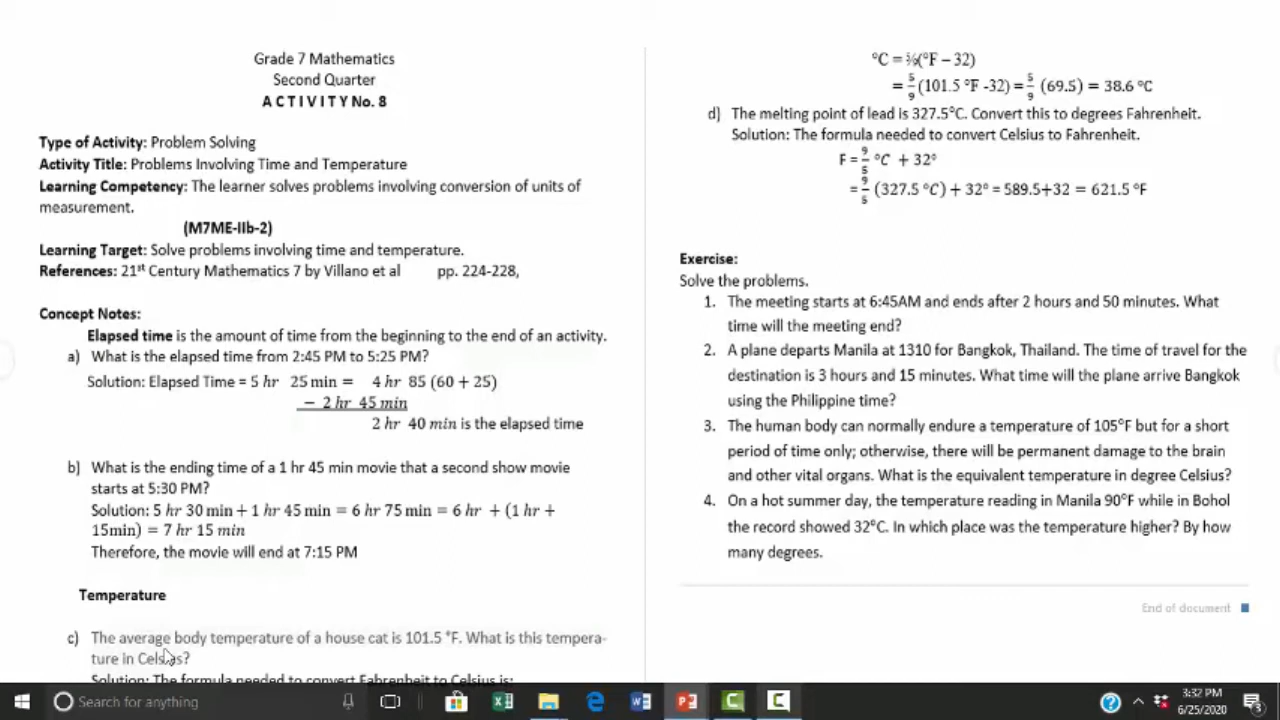 Grade 7 Mathematics
Second Quarter
A C T I V I T Y No. 8
Type of Activity: Problem Solving
Activity Title: Problems Involving Time and Temperature
Learning Competency: The learner solves problems involving conversion of units of
measurement.
(M7ME-IIb-2)
Learning Target: Solve problems involving time and temperature.
References: 21st Century Mathematics 7 by Villano et al pp. 224-228,
Concept Notes:
Elapsed time is the amount of time from the beginning to the end of an activity.
a) What is the elapsed time from 2:45 PM to 5:25 PM?
Solution: Elapsed Time = 5 hr 25 min = 4 hr 85 (60 + 25)
− 2 hr 45 min
2 hr 40 min is the elapsed time
b) What is the ending time of a 1 hr 45 min movie that a second show movie
starts at 5:30 PM?
Solution: 5 hr 30 min + 1 hr 45 min = 6 hr 75 min = 6 hr + (1 hr +
15min) = 7 hr 15 min
Therefore, the movie will end at 7:15 PM
Temperature
c) The average body temperature of a house cat is 101.5 °F. What is this tempera-
ture in Celsius?
Solution: The formula needed to convert Fahrenheit to Celsius is:
°C = 5/9(°F – 32)
= 5/9 (101.5 °F -32) = 5/9 (69.5) = 38.6 °C
d) The melting point of lead is 327.5°C. Convert this to degrees Fahrenheit.
Solution: The formula needed to convert Celsius to Fahrenheit.
F = 9/5 °C + 32°
= 9/5 (327.5 °C) + 32° = 589.5+32 = 621.5 °F
Exercise:
Solve the problems.
1. The meeting starts at 6:45AM and ends after 2 hours and 50 minutes. What
time will the meeting end?
2. A plane departs Manila at 1310 for Bangkok, Thailand. The time of travel for the
destination is 3 hours and 15 minutes. What time will the plane arrive Bangkok
using the Philippine time?
3. The human body can normally endure a temperature of 105°F but for a short
period of time only; otherwise, there will be permanent damage to the brain
and other vital organs. What is the equivalent temperature in degree Celsius?
4. On a hot summer day, the temperature reading in Manila 90°F while in Bohol
the record showed 32°C. In which place was the temperature higher? By how
many degrees.
End of document
Search for anything
3:32 PM
6/25/2020
3